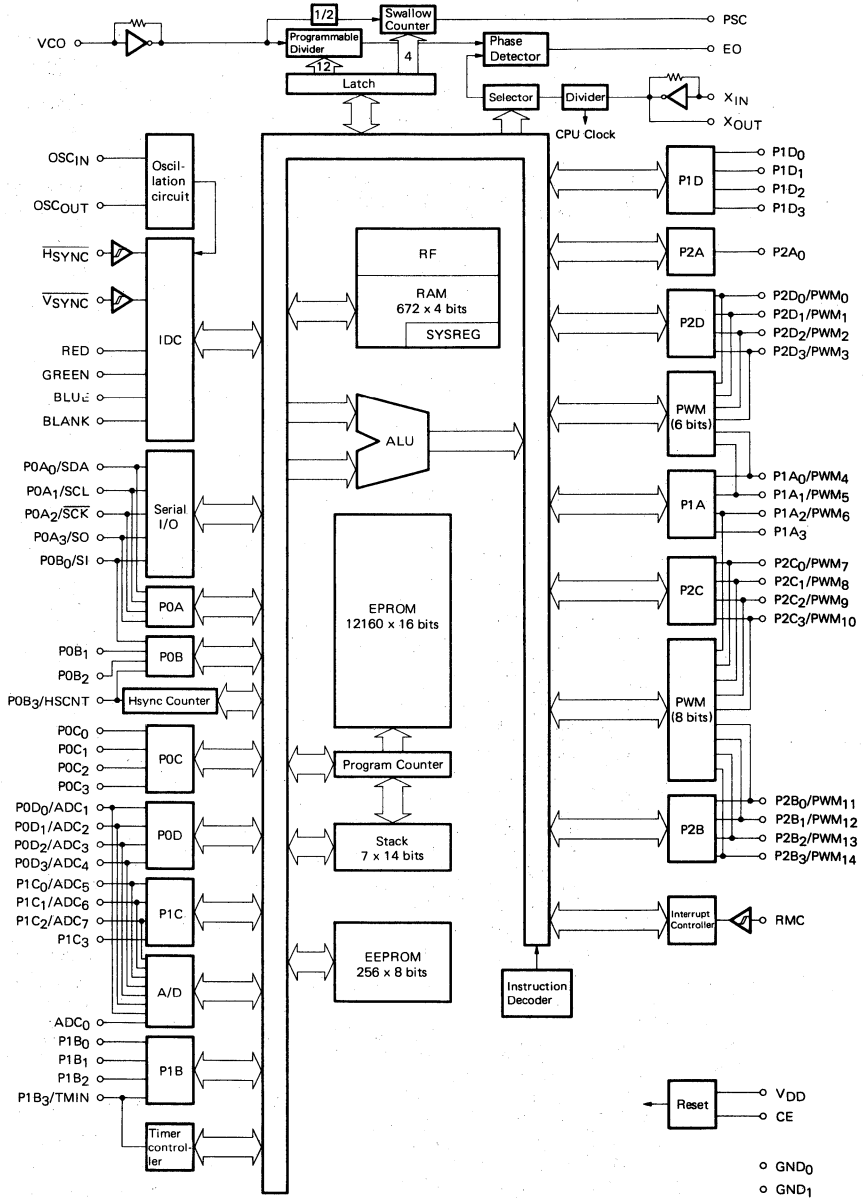 1/2
Swallow
Counter
PSC
VCO
Programmable
Divider
Phase
Detector
EO
12
4
Latch
Selector
Divider
XIN
XOUT
CPU Clock
OSCIN
OSCOUT
Oscil-
lation
circuit
HSYNC
VSYNC
RED
GREEN
BLUE
BLANK
IDC
P0A0/SDA
P0A1/SCL
P0A2/SCK
P0A3/SO
P0B0/SI
Serial
I/O
P0A
P0B1
P0B2
P0B
P0B3/HSCNT
Hsync Counter
P0C0
P0C1
P0C2
P0C3
P0C
P0D0/ADC1
P0D1/ADC2
P0D2/ADC3
P0D3/ADC4
P0D
P1C0/ADC5
P1C1/ADC6
P1C2/ADC7
P1C3
P1C
A/D
ADC0
P1B0
P1B1
P1B2
P1B3/TMIN
P1B
Timer
control-
ler
RF
RAM
672 x 4 bits
SYSREG
ALU
EPROM
12160 x 16 bits
Program Counter
Stack
7 x 14 bits
EEPROM
256 x 8 bits
Instruction
Decoder
P1D
P1D0
P1D1
P1D2
P1D3
P2A
P2A0
P2D
P2D0/PWM0
P2D1/PWM1
P2D2/PWM2
P2D3/PWM3
PWM
(6 bits)
P1A
P1A0/PWM4
P1A1/PWM5
P1A2/PWM6
P1A3
P2C
P2C0/PWM7
P2C1/PWM8
P2C2/PWM9
P2C3/PWM10
PWM
(8 bits)
P2B
P2B0/PWM11
P2B1/PWM12
P2B2/PWM13
P2B3/PWM14
Interrupt
Controller
RMC
Reset
VDD
CE
GND0
GND1